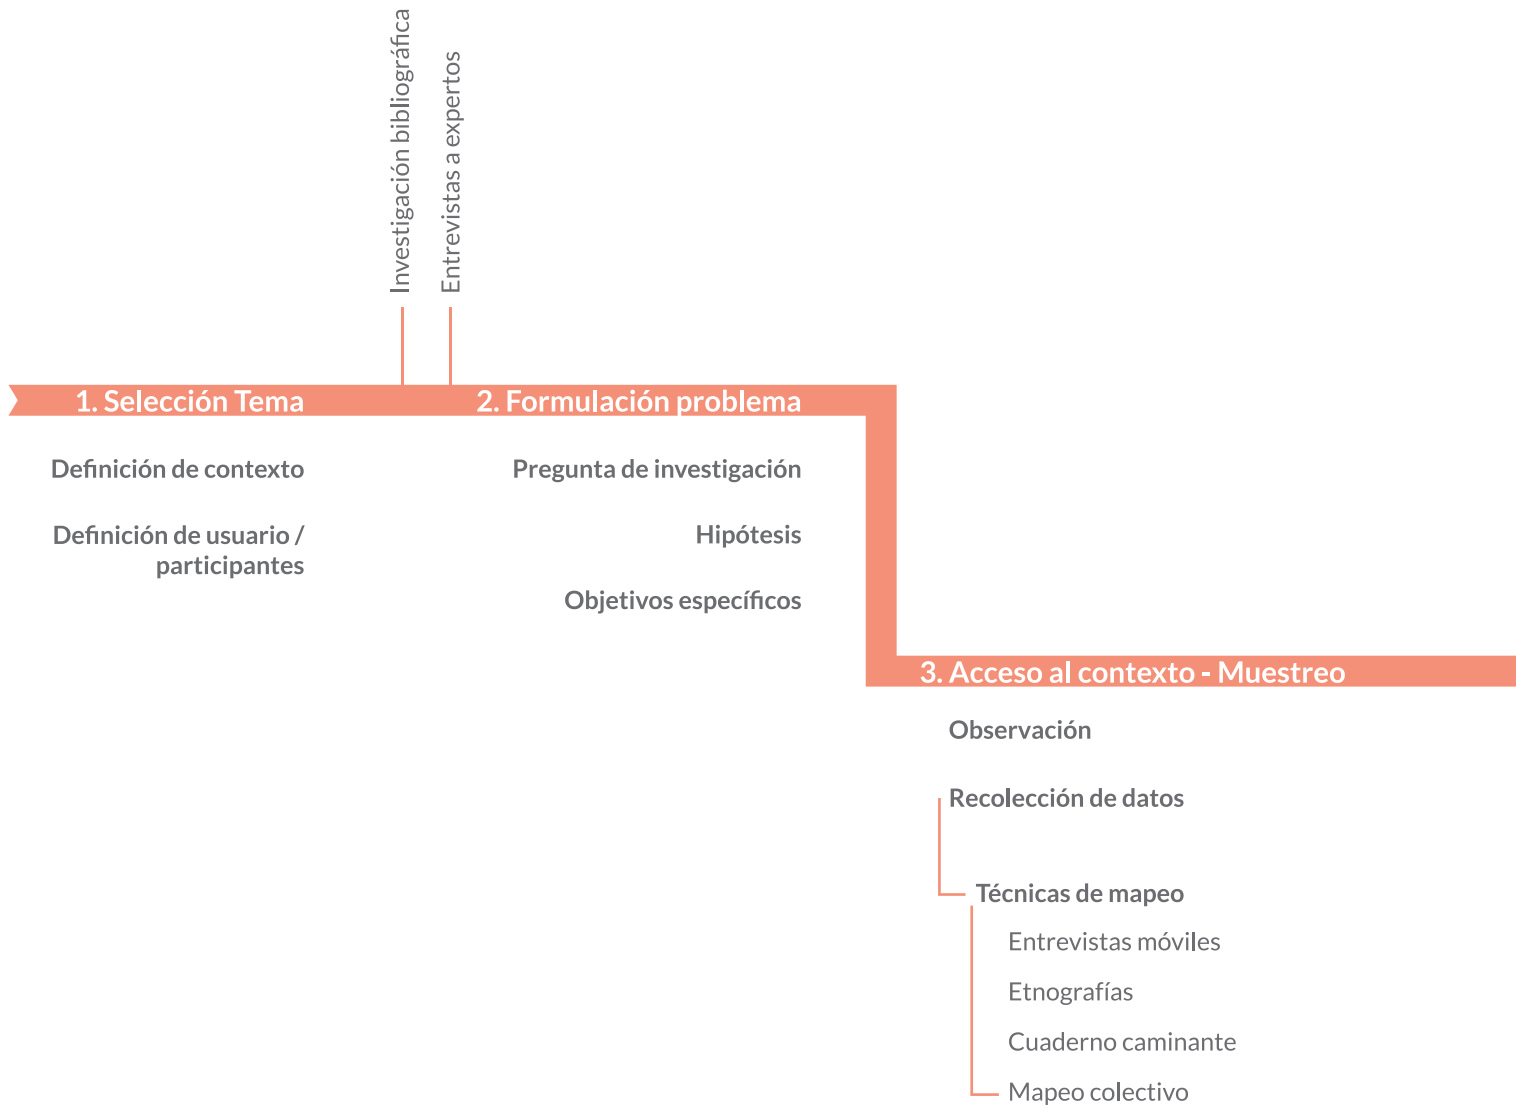 Investigación bibliográfica
Entrevistas a expertos
1. Selección Tema
Definición de contexto
Definición de usuario /
participantes
2. Formulación problema
Pregunta de investigación
Hipótesis
Objetivos específicos
3. Acceso al contexto - Muestreo
Observación
Recolección de datos
Técnicas de mapeo
Entrevistas móviles
Etnografías
Cuaderno caminante
Mapeo colectivo